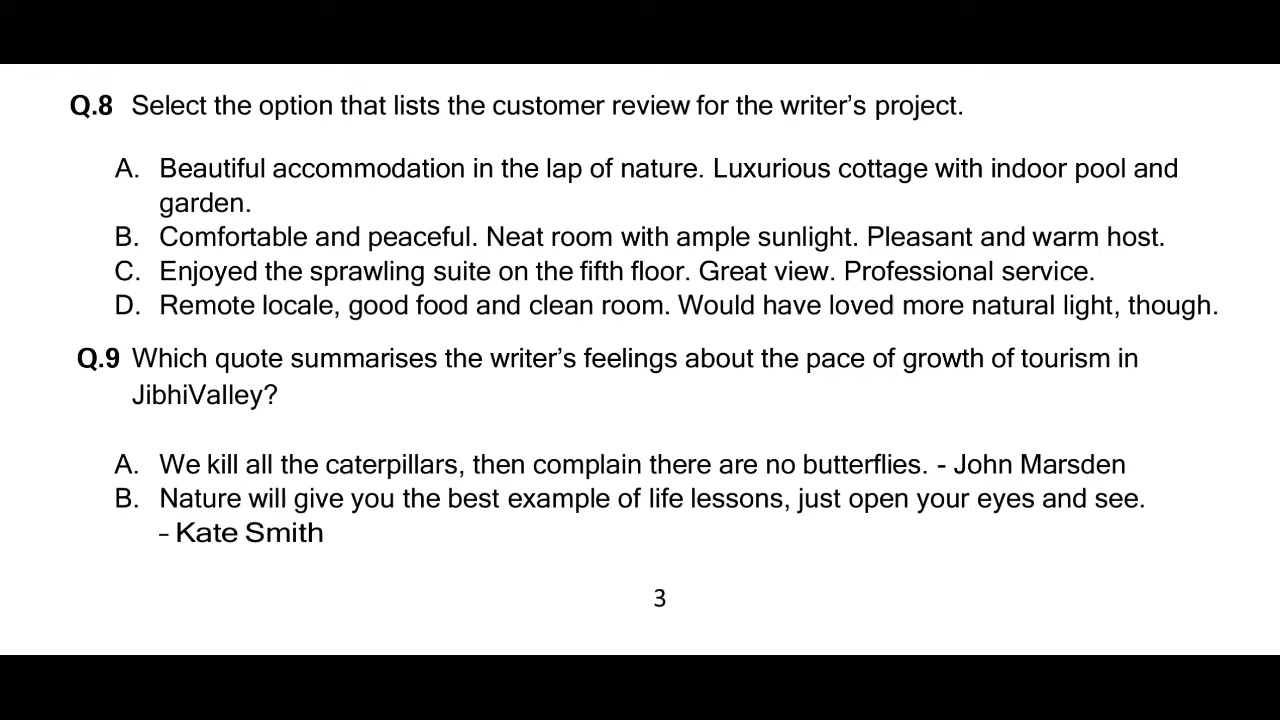 Q.8 Select the option that lists the customer review for the writer’s project.
A. Beautiful accommodation in the lap of nature. Luxurious cottage with indoor pool and
garden.
B. Comfortable and peaceful. Neat room with ample sunlight. Pleasant and warm host.
C. Enjoyed the sprawling suite on the fifth floor. Great view. Professional service.
D. Remote locale, good food and clean room. Would have loved more natural light, though.
Q.9 Which quote summarises the writer’s feelings about the pace of growth of tourism in
JibhiValley?
A. We kill all the caterpillars, then complain there are no butterflies. - John Marsden
B. Nature will give you the best example of life lessons, just open your eyes and see.
– Kate Smith
3